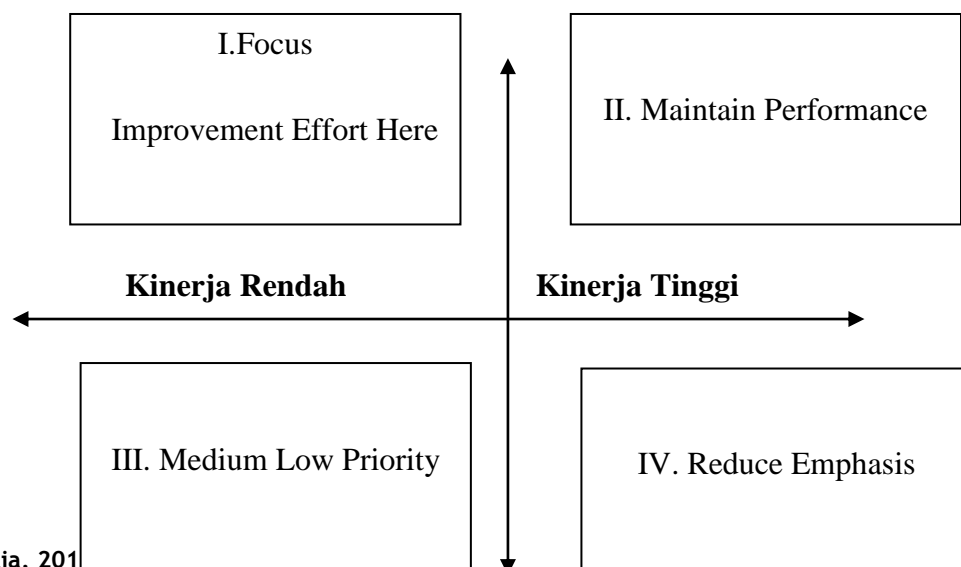 I.Focus
Improvement Effort Here
II. Maintain Performance
Kinerja Rendah
Kinerja Tinggi
III. Medium Low Priority
IV. Reduce Emphasis